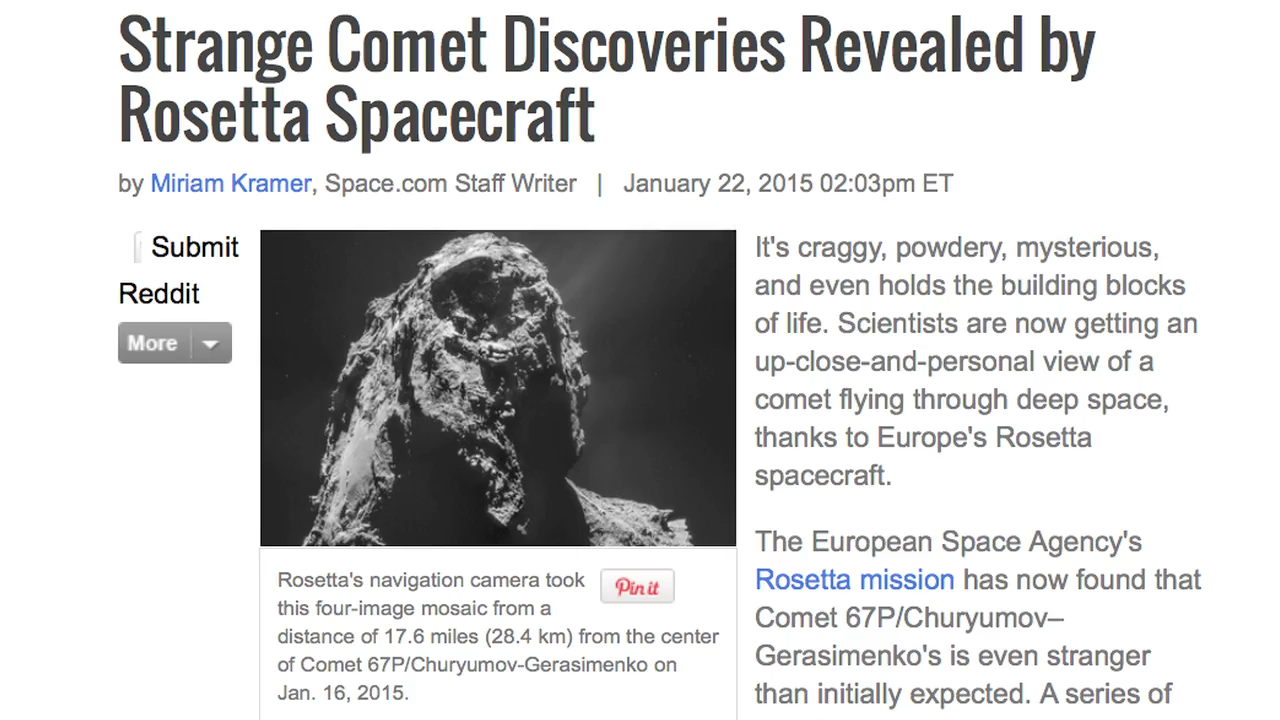 Strange Comet Discoveries Revealed by
Rosetta Spacecraft
by Miriam Kramer, Space.com Staff Writer | January 22, 2015 02:03pm ET
Submit
Reddit
More
Rosetta's navigation camera took
this four-image mosaic from a
distance of 17.6 miles (28.4 km) from the center
of Comet 67P/Churyumov-Gerasimenko on
Jan. 16, 2015.
Pin it
It's craggy, powdery, mysterious,
and even holds the building blocks
of life. Scientists are now getting an
up-close-and-personal view of a
comet flying through deep space,
thanks to Europe's Rosetta
spacecraft.
The European Space Agency's
Rosetta mission has now found that
Comet 67P/Churyumov–
Gerasimenko's is even stranger
than initially expected. A series of